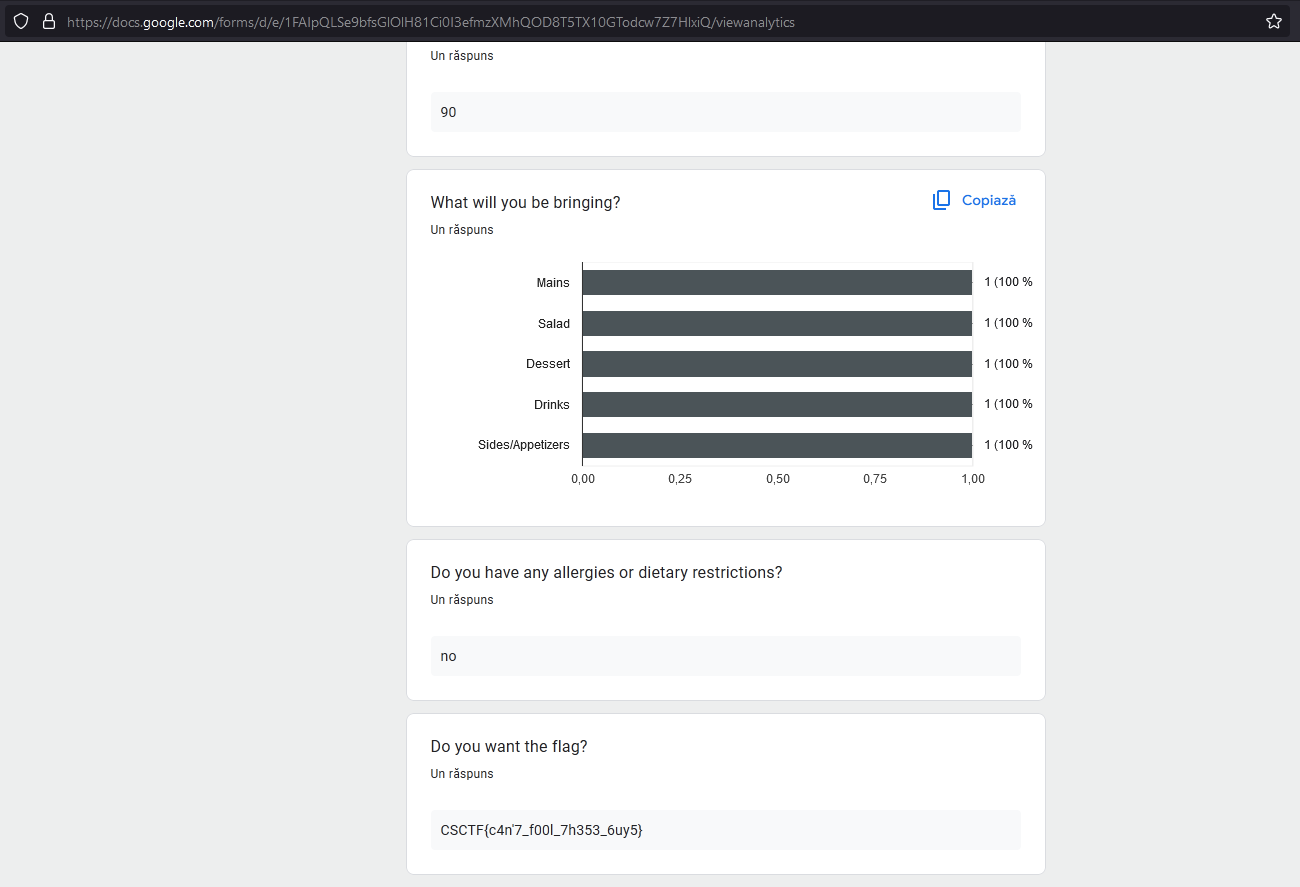 https://docs.google.com/forms/d/e/1FAIpQLSe9bfsGlOlH81Ci0I3efmzXMhQOD8T5TX10GTodcw7Z7HlxiQ/viewanalytics
Un răspuns
90
What will you be bringing?
Copiază
Un răspuns
Mains 1 (100 %
Salad 1 (100 %
Dessert 1 (100 %
Drinks 1 (100 %
Sides/Appetizers 1 (100 %
0,00 0,25 0,50 0,75 1,00
Do you have any allergies or dietary restrictions?
Un răspuns
no
Do you want the flag?
Un răspuns
CSCTF{c4n'7_f00l_7h353_6uy5}